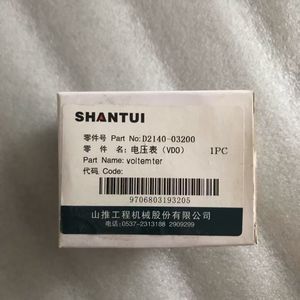 SHANTUI
零件号 Part No:D2140-03200
零 件 名:电压表（VDO） 1PC
Part name:voltemter
代码 Code:
9706803193205
山推工程机械股份有限公司
电话:0537-2313188 2909299